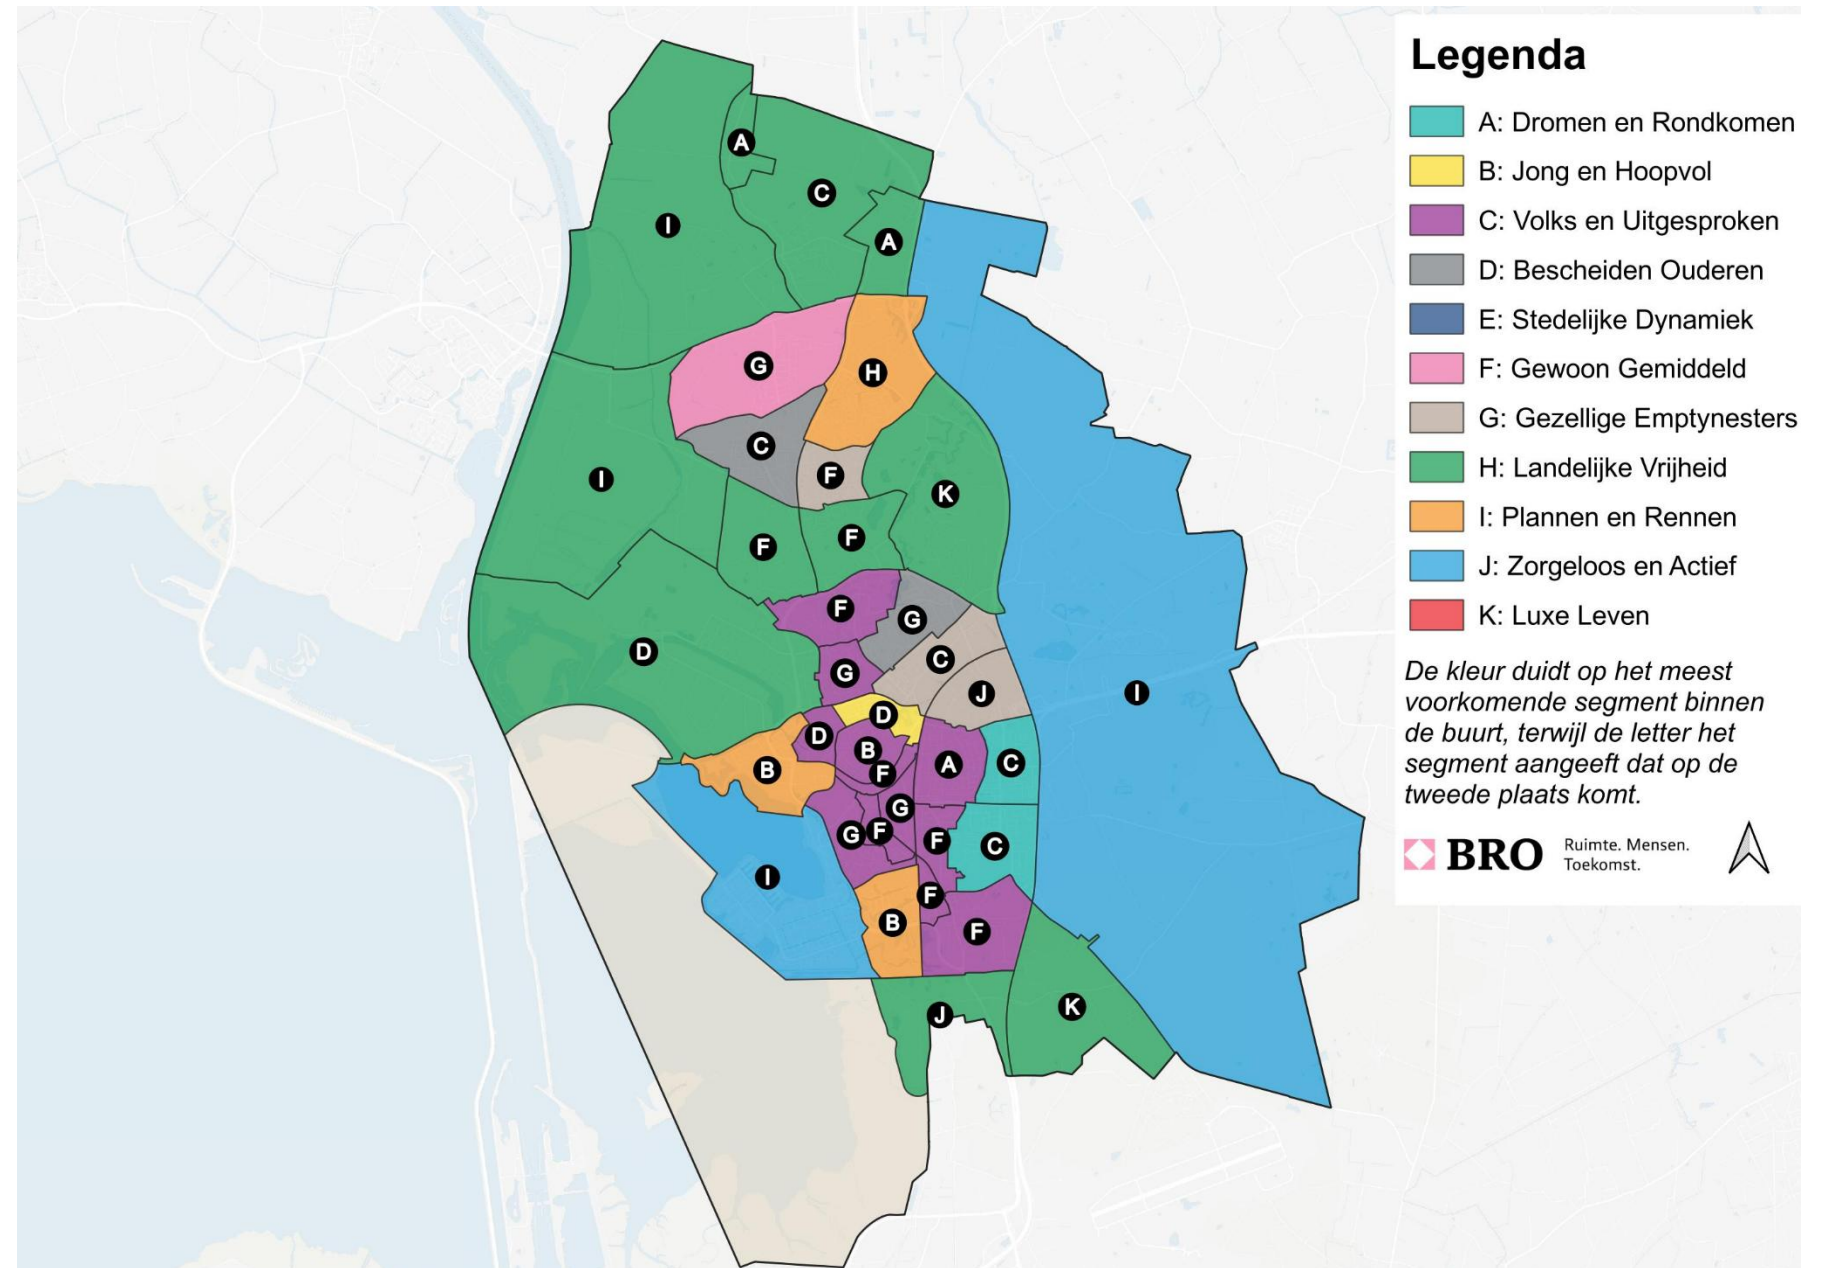 Legenda
A: Dromen en Rondkomen
B: Jong en Hoopvol
C: Volks en Uitgesproken
D: Bescheiden Ouderen
E: Stedelijke Dynamiek
F: Gewoon Gemiddeld
G: Gezellige Emptynesters
H: Landelijke Vrijheid
I: Plannen en Rennen
J: Zorgeloos en Actief
K: Luxe Leven
De kleur duidt op het meest
voorkomende segment binnen
de buurt, terwijl de letter het
segment aangeeft dat op de
tweede plaats komt.
BRO
Ruimte. Mensen.
Toekomst.
A
C
I
A
G
H
C
F
I
K
F
F
F
G
D
C
G
J
I
D
D
B
F
A
C
B
G
G
F
F
C
I
F
B
F
K
J